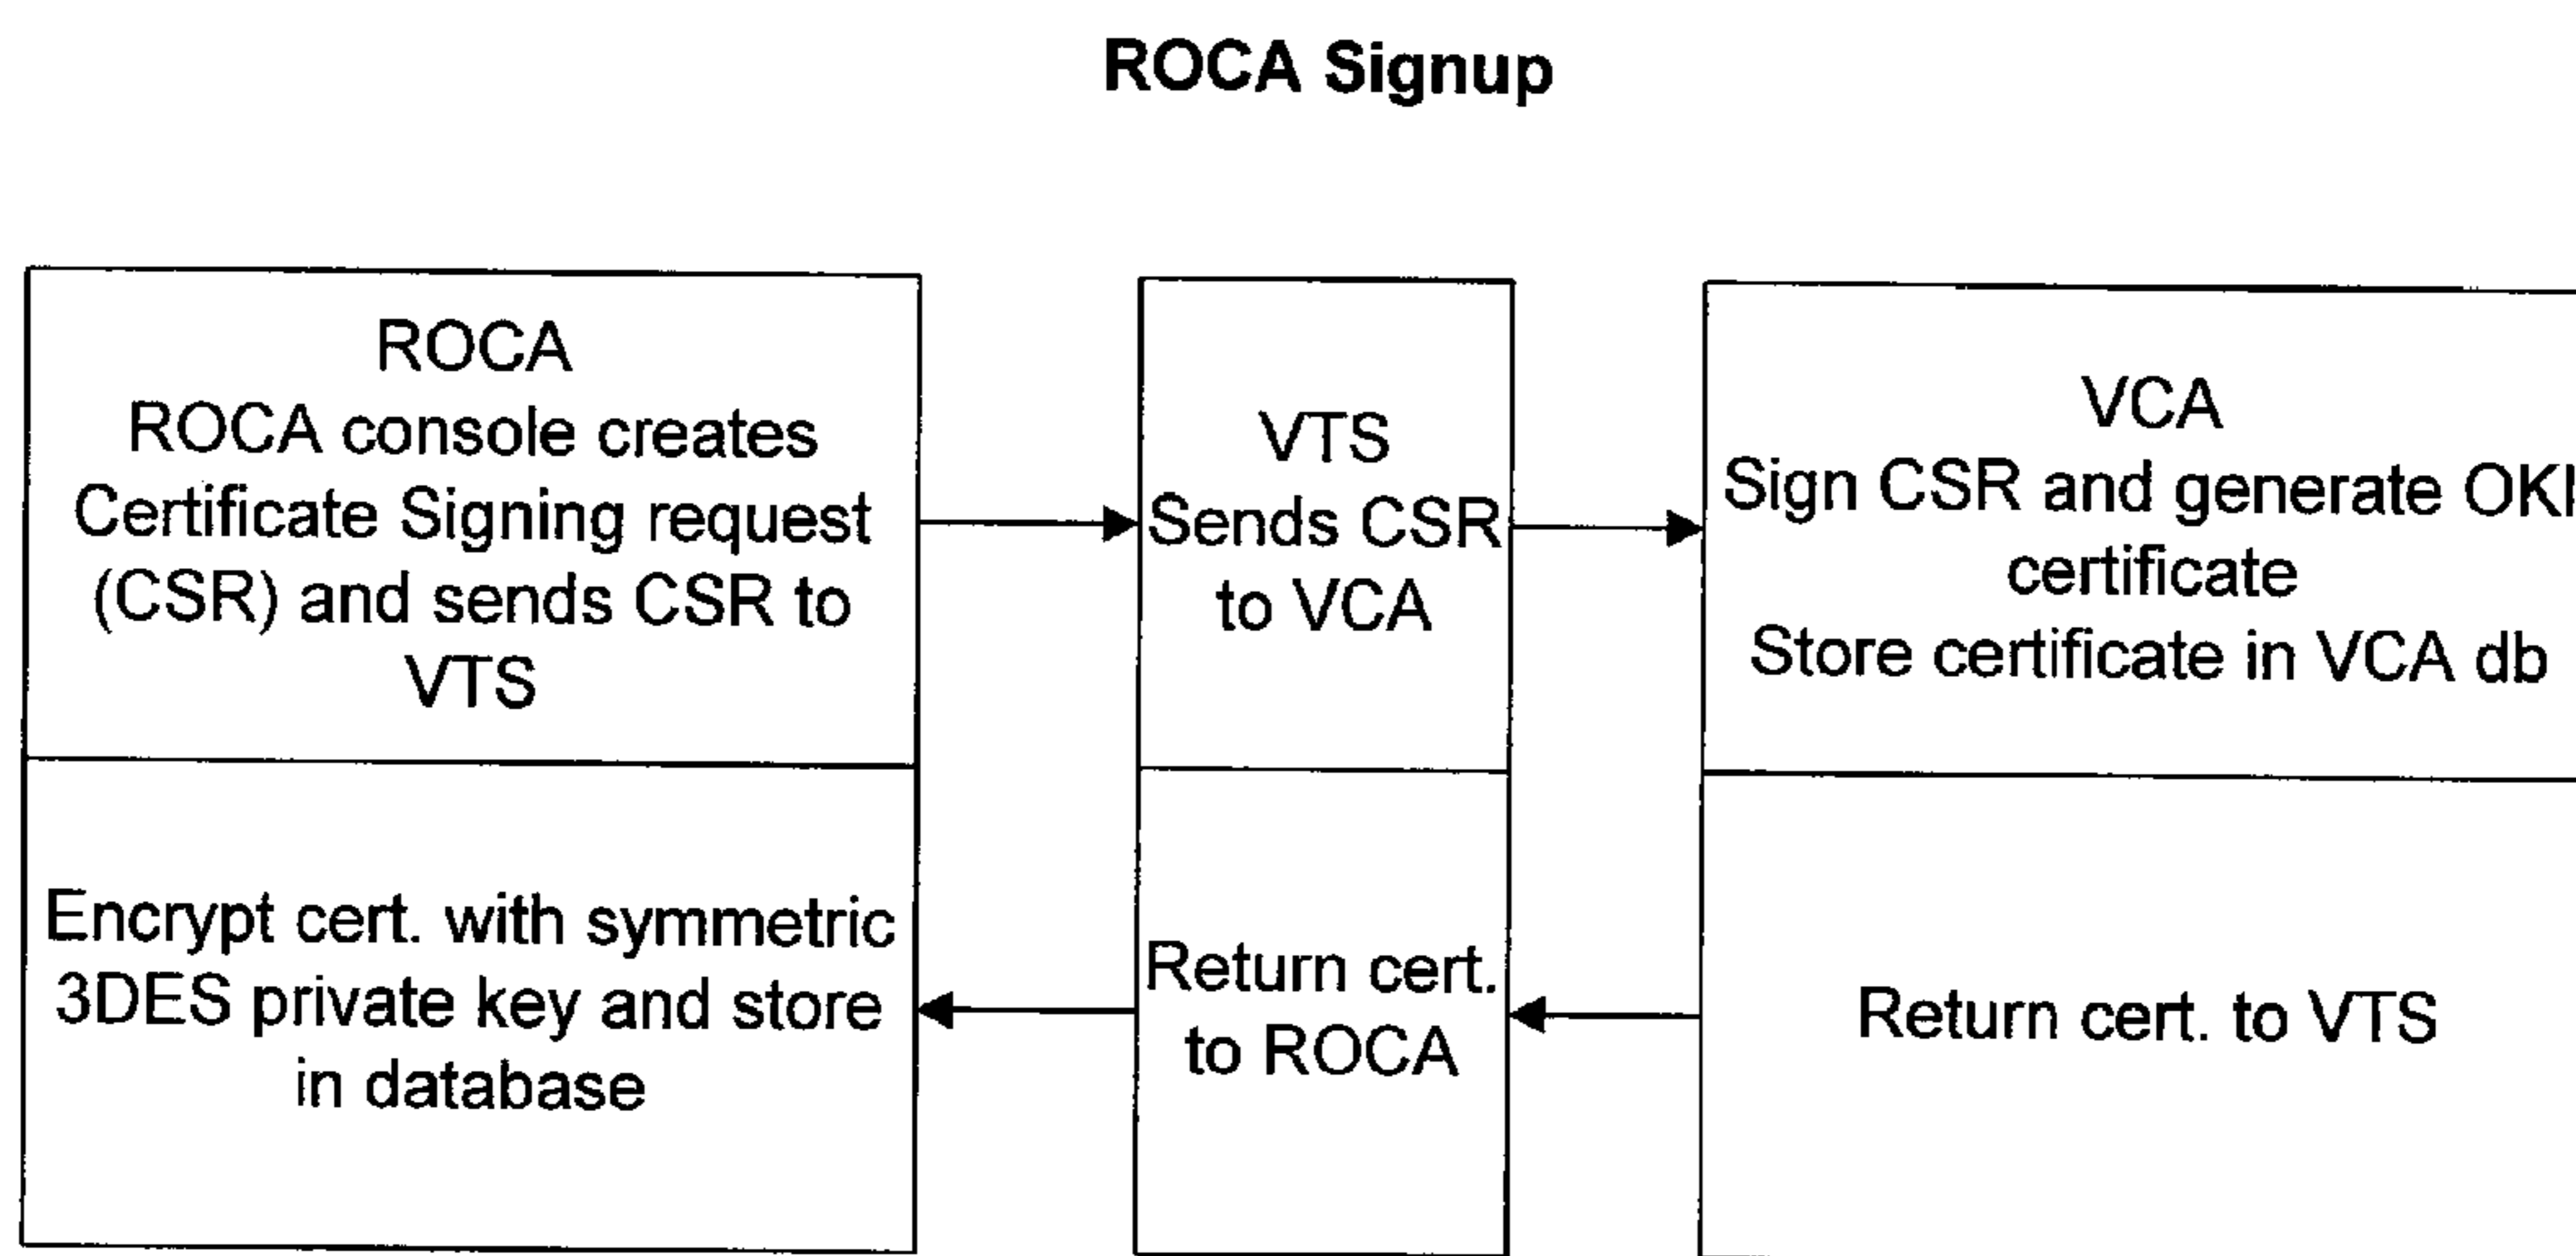 ROCA Signup
ROCA
ROCA console creates
Certificate Signing request
(CSR) and sends CSR to
VTS
VTS
Sends CSR
to VCA
VCA
Sign CSR and generate
certificate
Store certificate in VCA db
Encrypt cert. with symmetric
3DES private key and store
in database
Return cert.
to ROCA
Return cert. to VTS